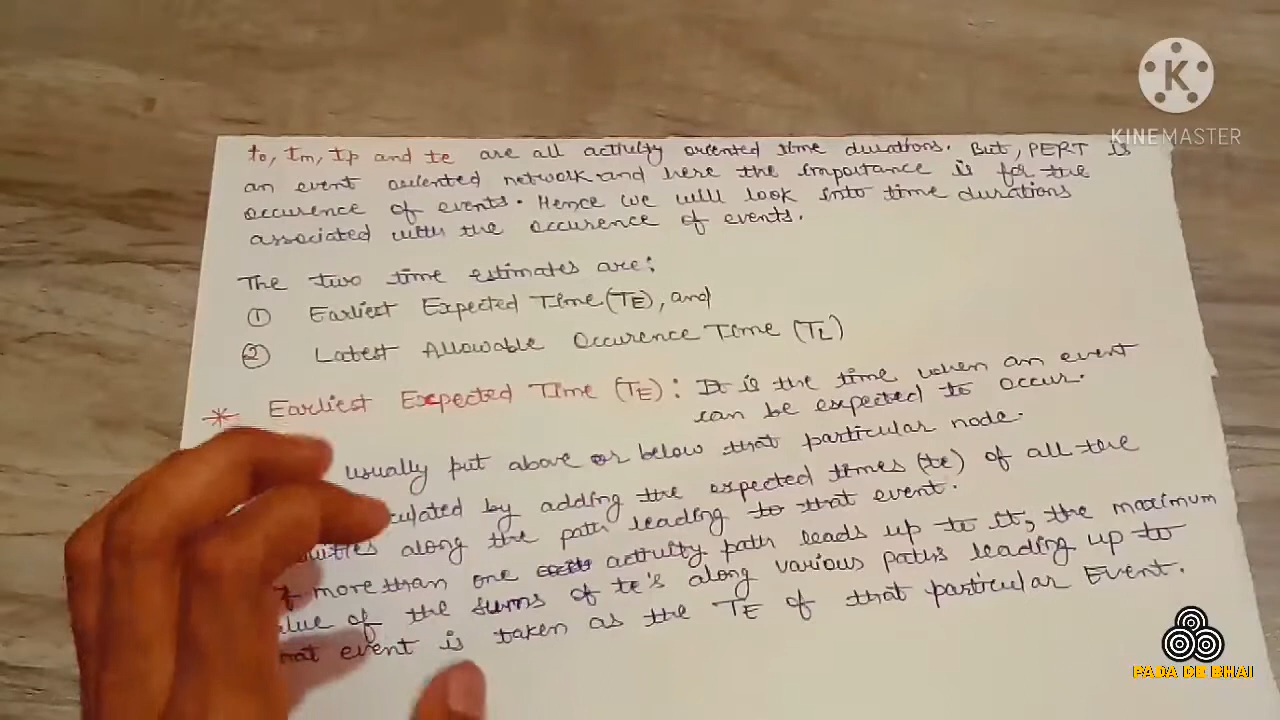 K
KINEMASTER
to, tm, tp and te are all activity oriented time durations. But, PERT is
an event oriented network and here the importance is for the
occurence of events. Hence we will look into time durations
associated with the occurence of events.
The two time estimates are:
① Earliest Expected Time (TE), and
② Latest Allowable Occurence Time (TL)
* Earliest Expected Time (TE): It is the time when an event
can be expected to occur.
usually put above or below that particular node.
culated by adding the expected times (te) of all the
vities along the path leading to that event.
f more than one activity path leads up to it, the maximum
alue of the sums of te's along various paths leading up to
hat event is taken as the TE of that particular Event.
PADA DE BHAI